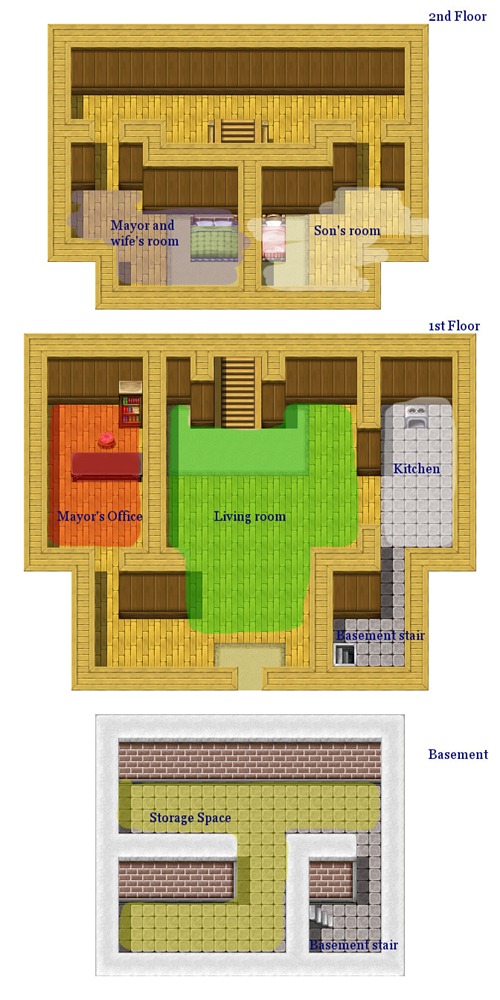 2nd Floor
Mayor and
wife's room
Son's room
1st Floor
Kitchen
Mayor's Office
Living room
Basement stair
Basement
Storage Space
Basement stair